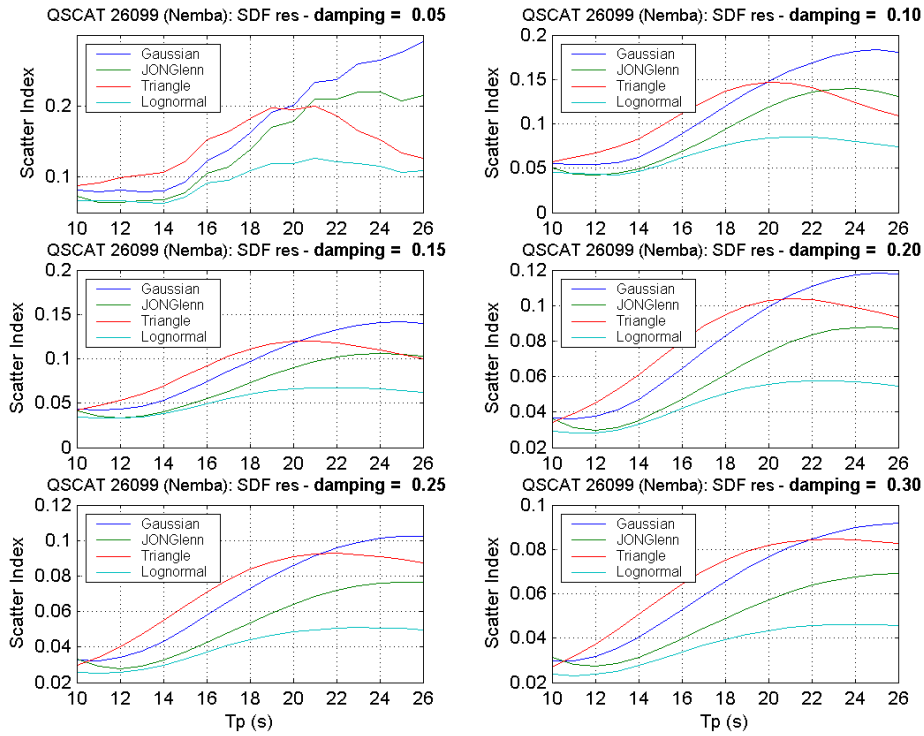 QSCAT 26099 (Nemba): SDF res - damping = 0.05
Scatter Index
0.2
0.1
Gaussian
JONGlenn
Triangle
Lognormal
10 12 14 16 18 20 22 24 26
QSCAT 26099 (Nemba): SDF res - damping = 0.10
Scatter Index
0.2
0.15
0.1
0.05
0
Gaussian
JONGlenn
Triangle
Lognormal
10 12 14 16 18 20 22 24 26
QSCAT 26099 (Nemba): SDF res - damping = 0.15
Scatter Index
0.2
0.15
0.1
0.05
0
Gaussian
JONGlenn
Triangle
Lognormal
10 12 14 16 18 20 22 24 26
QSCAT 26099 (Nemba): SDF res - damping = 0.20
Scatter Index
0.12
0.1
0.08
0.06
0.04
0.02
Gaussian
JONGlenn
Triangle
Lognormal
10 12 14 16 18 20 22 24 26
QSCAT 26099 (Nemba): SDF res - damping = 0.25
Scatter Index
0.12
0.1
0.08
0.06
0.04
0.02
Gaussian
JONGlenn
Triangle
Lognormal
10 12 14 16 18 20 22 24 26
Tp (s)
QSCAT 26099 (Nemba): SDF res - damping = 0.30
Scatter Index
0.1
0.08
0.06
0.04
0.02
Gaussian
JONGlenn
Triangle
Lognormal
10 12 14 16 18 20 22 24 26
Tp (s)